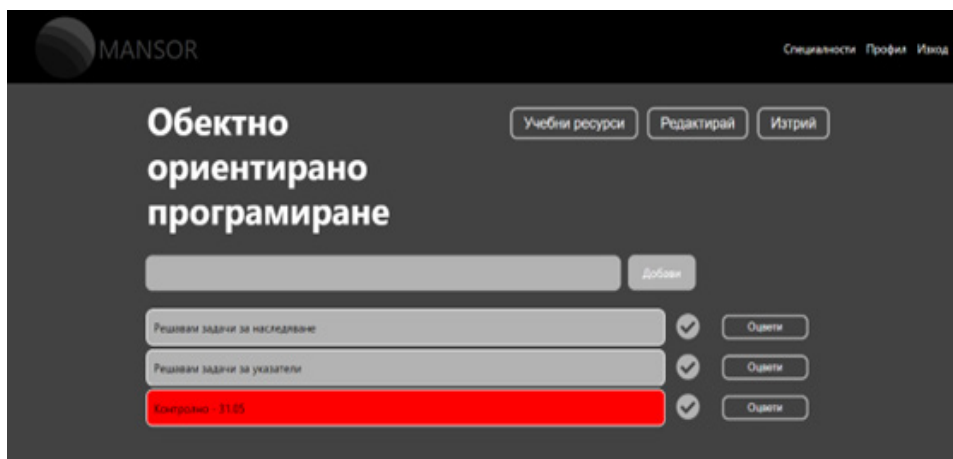 MANSOR
Специалности Профил Изход
Обектно
ориентирано
програмиране
Учебни ресурси Редактирай Изтрий
Добави
Решавам задачи за наследяване
Оцвети
Решавам задачи за указатели
Оцвети
Контролно - 31.05
Оцвети